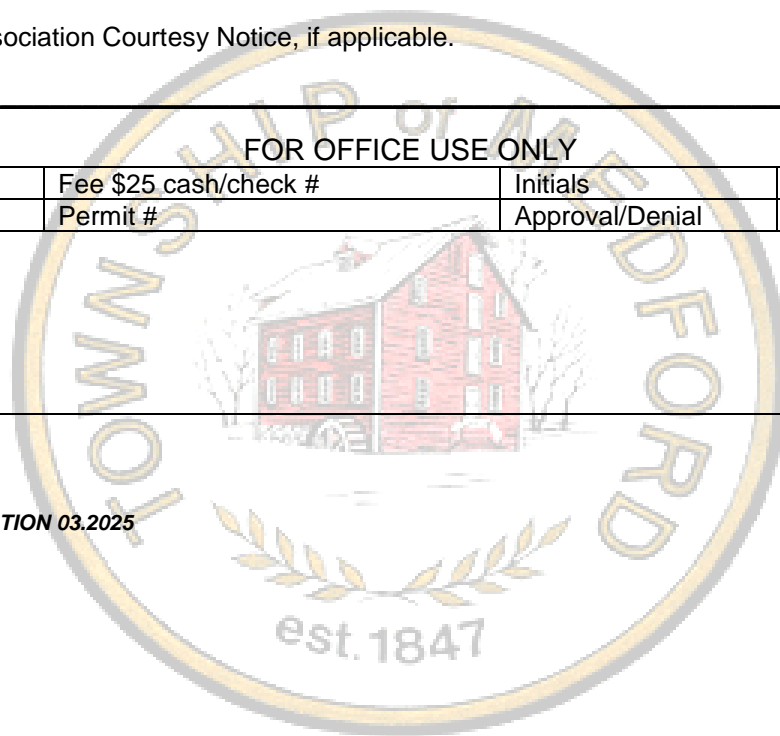 sociation Courtesy Notice, if applicable.
FOR OFFICE USE ONLY
Fee $25 cash/check # Initials
Permit # Approval/Denial
TION 03.2025
TOWNSHIP of MEDFORD
est. 1847